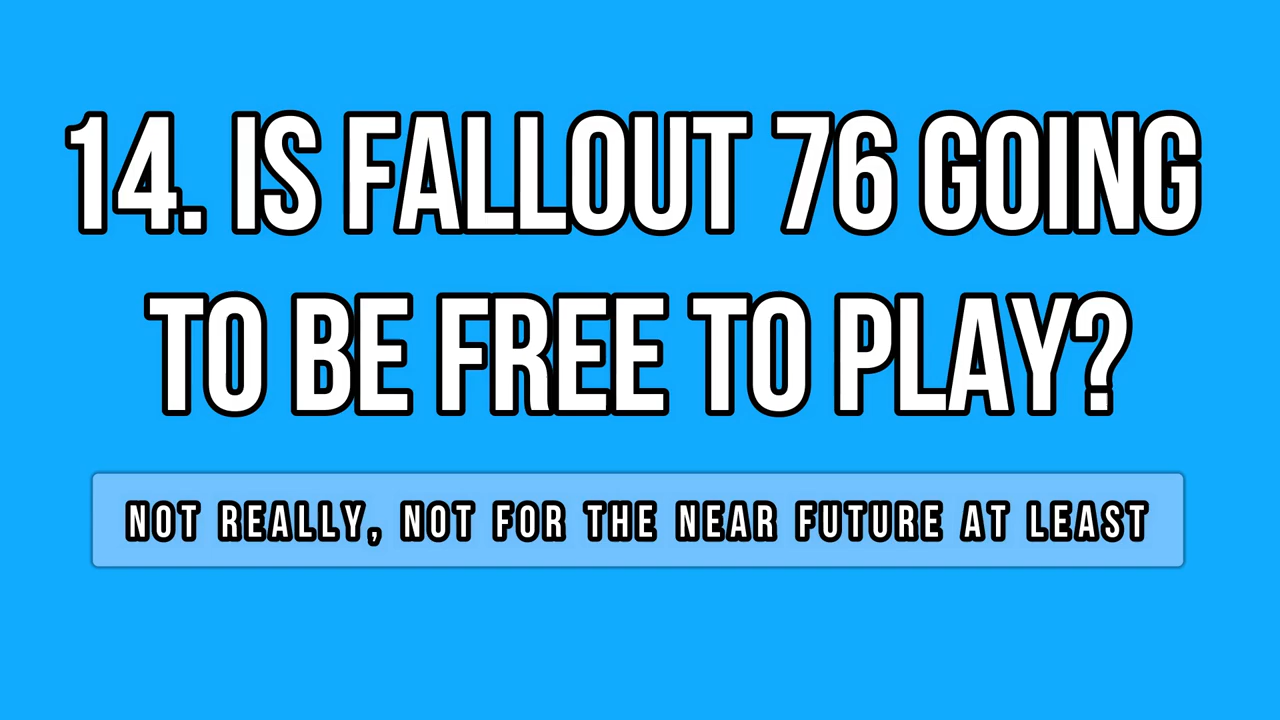 14. IS FALLOUT 76 GOING
TO BE FREE TO PLAY?
NOT REALLY, NOT FOR THE NEAR FUTURE AT LEAST